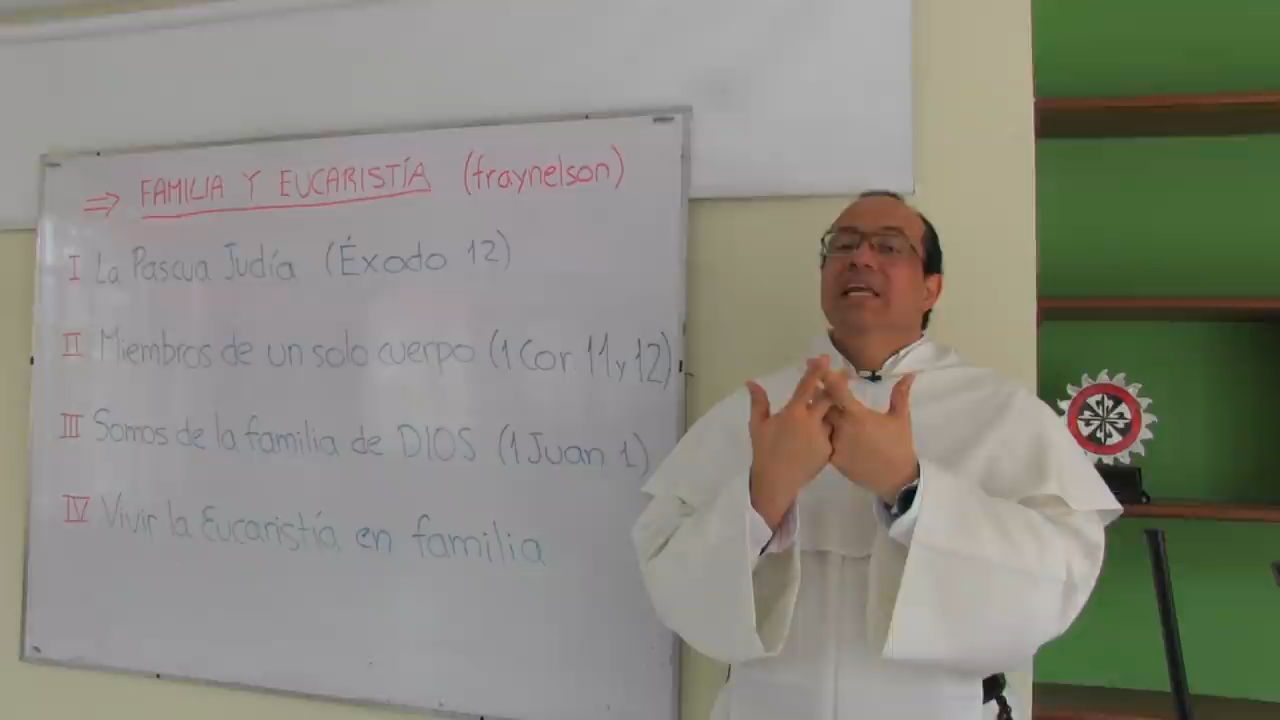 ⇒ FAMILIA Y EUCARISTÍA (fraynelson)
I La Pascua Judía (Éxodo 12)
II Miembros de un solo cuerpo (1 Cor. 11 y 12)
III Somos de la familia de DIOS (1 Juan 1)
IV Vivir la Eucaristía en familia